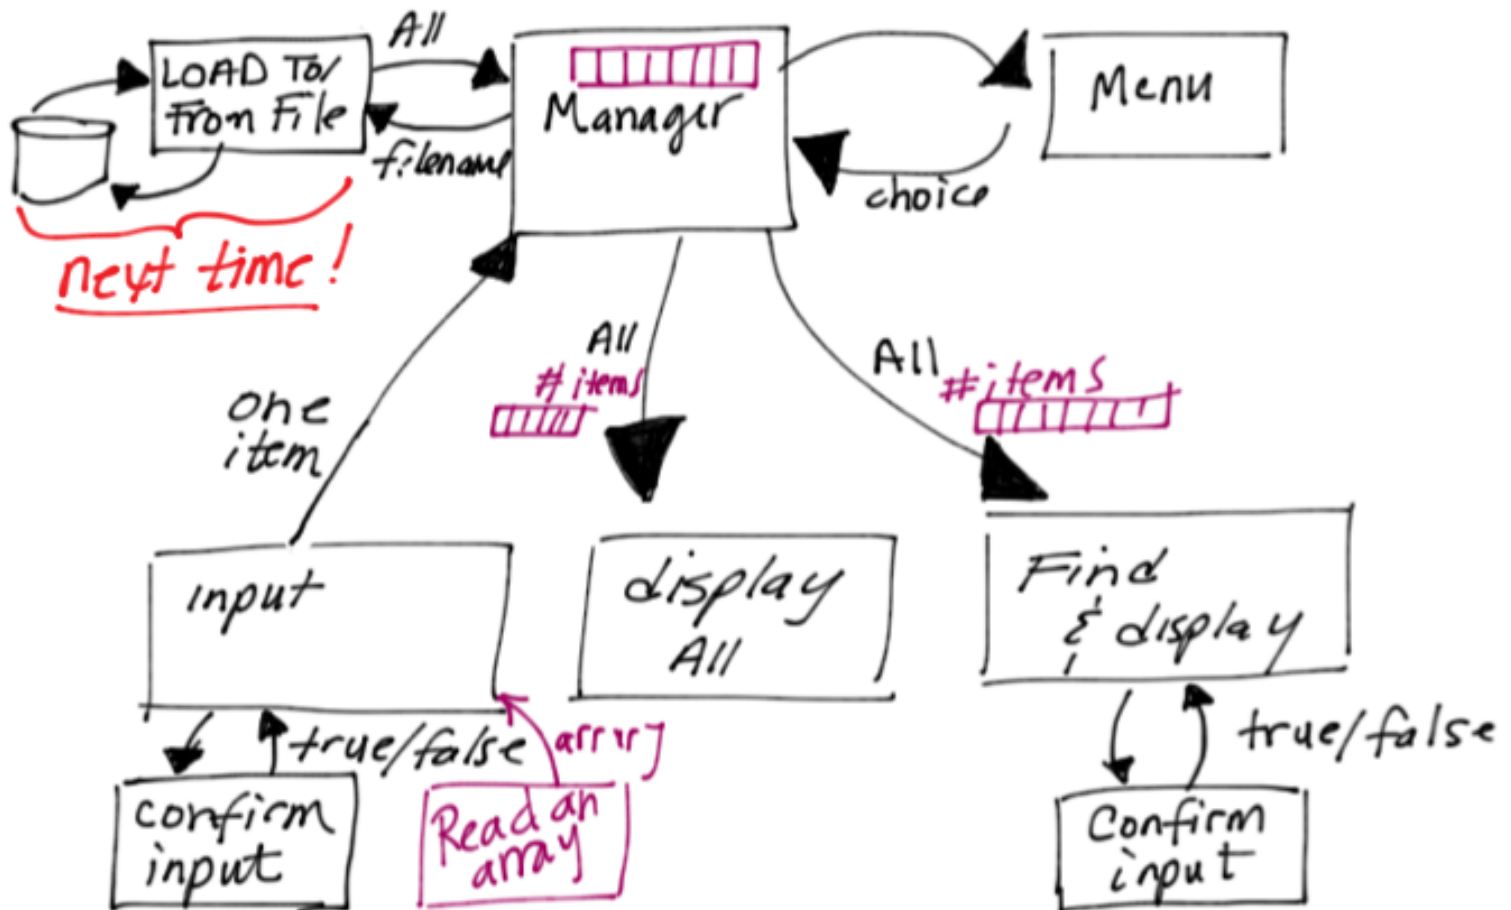 All
LOAD To/
From File
filename
Manager
Menu
choice
next time!
one
item
All
# items
All
# items
input
display
All
Find
& display
true/false
array
confirm
input
Read an
array
true/false
Confirm
input